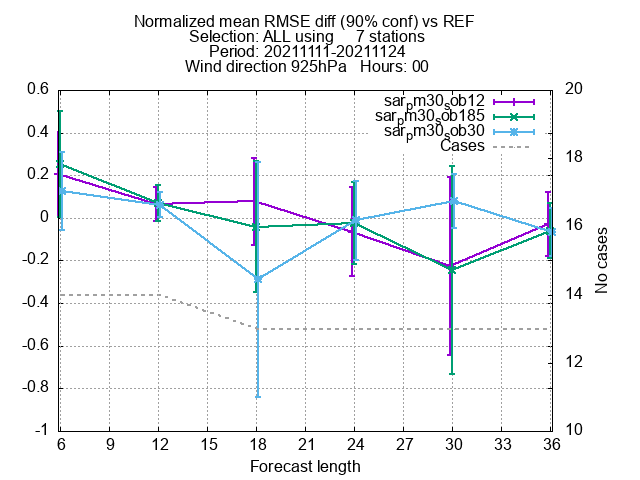 Normalized mean RMSE diff (90% conf) vs REF
Selection: ALL using 7 stations
Period: 20211111-20211124
Wind direction 925hPa Hours: 00
sar_pm30_sob12
sar_pm30_sob185
sar_pm30_sob30
Cases
0.6
0.4
0.2
0
-0.2
-0.4
-0.6
-0.8
-1
20
18
16
14
12
10
No cases
6 9 12 15 18 21 24 27 30 33 36
Forecast length